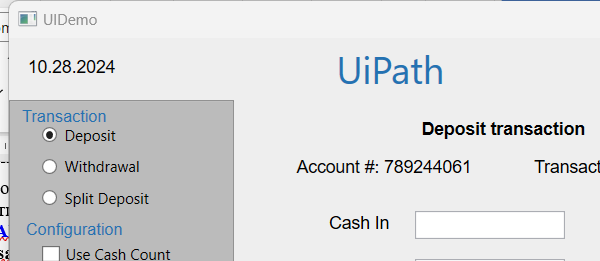 UIDemo
10.28.2024
UiPath
Transaction
Deposit
Withdrawal
Split Deposit
Configuration
Use Cash Count
Deposit transaction
Account #: 789244061
Cash In